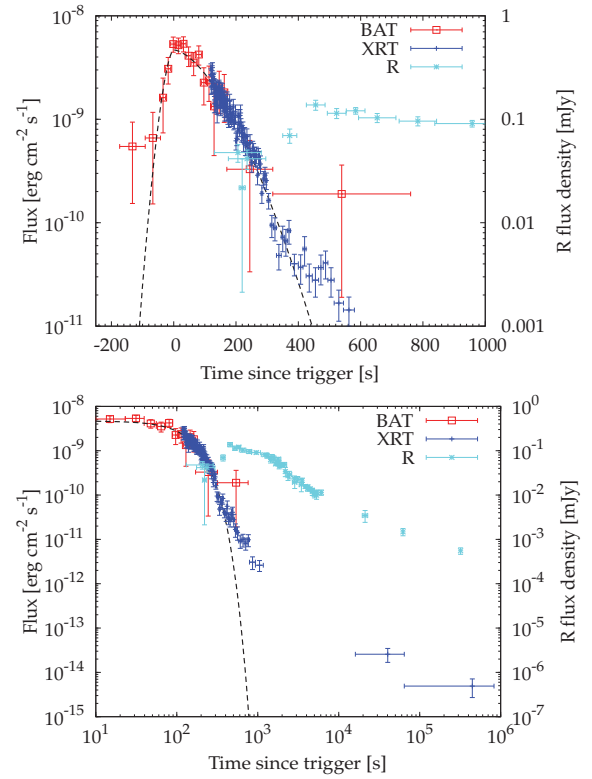 10^-8
10^-9
10^-10
10^-11
Flux [erg cm^-2 s^-1]
BAT
XRT
R
1
0.1
0.01
0.001
R flux density [mJy]
-200 0 200 400 600 800 1000
Time since trigger [s]
10^-8
10^-9
10^-10
10^-11
10^-12
10^-13
10^-14
10^-15
Flux [erg cm^-2 s^-1]
BAT
XRT
R
10^0
10^-1
10^-2
10^-3
10^-4
10^-5
10^-6
10^-7
R flux density [mJy]
10^1 10^2 10^3 10^4 10^5 10^6
Time since trigger [s]